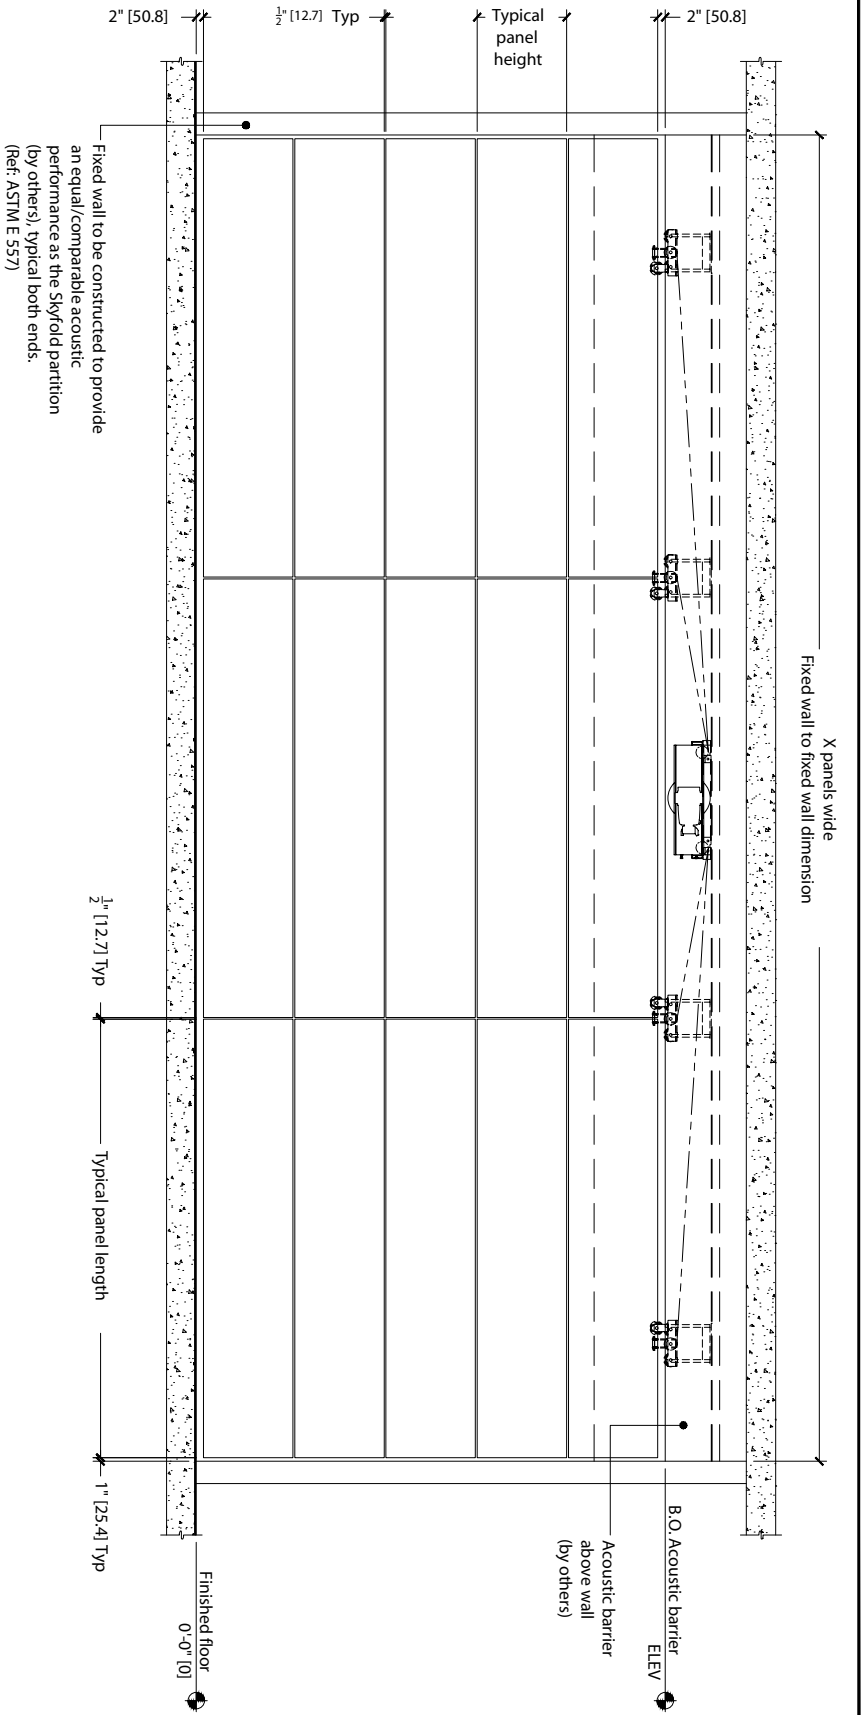 2" [50.8]
½" [12.7] Typ
Typical
panel
height
2" [50.8]
X panels wide
Fixed wall to fixed wall dimension
Fixed wall to be constructed to provide
an equal/comparable acoustic
performance as the Skyfold partition
(by others), typical both ends.
(Ref: ASTM E 557)
½" [12.7] Typ
Typical panel length
1" [25.4] Typ
B.O. Acoustic barrier
ELEV
Acoustic barrier
above wall
(by others)
Finished floor
0'-0" [0]